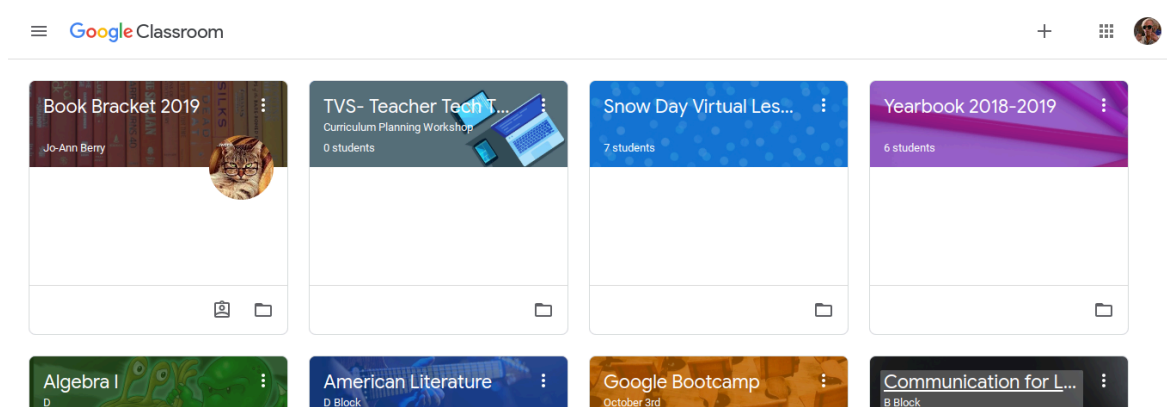 Google Classroom
Book Bracket 2019
Jo-Ann Berry
TVS- Teacher Tech T...
Curriculum Planning Workshop
0 students
Snow Day Virtual Les...
7 students
Yearbook 2018-2019
6 students
Algebra I
D
American Literature
D Block
Google Bootcamp
October 3rd
Communication for L...
B Block